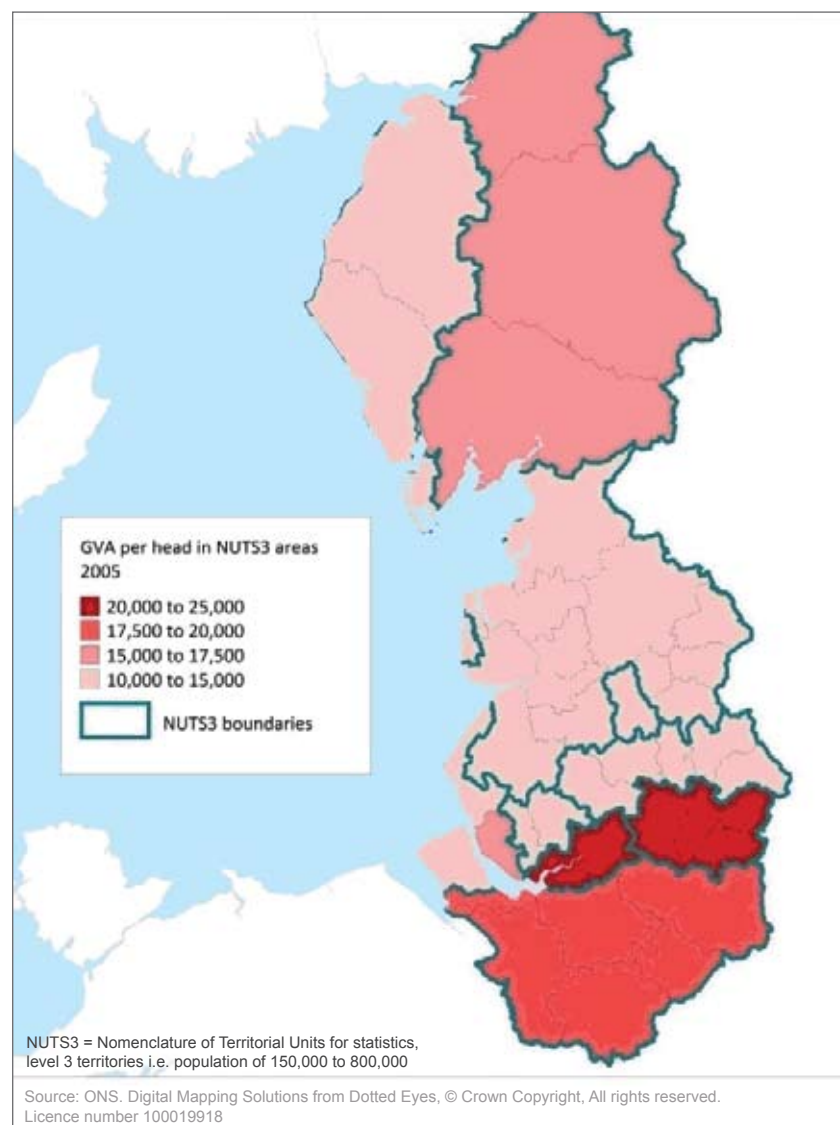 GVA per head in NUTS3 areas
2005
20,000 to 25,000
17,500 to 20,000
15,000 to 17,500
10,000 to 15,000
NUTS3 boundaries
NUTS3 = Nomenclature of Territorial Units for statistics,
level 3 territories i.e. population of 150,000 to 800,000
Source: ONS. Digital Mapping Solutions from Dotted Eyes, © Crown Copyright, All rights reserved.
Licence number 100019918